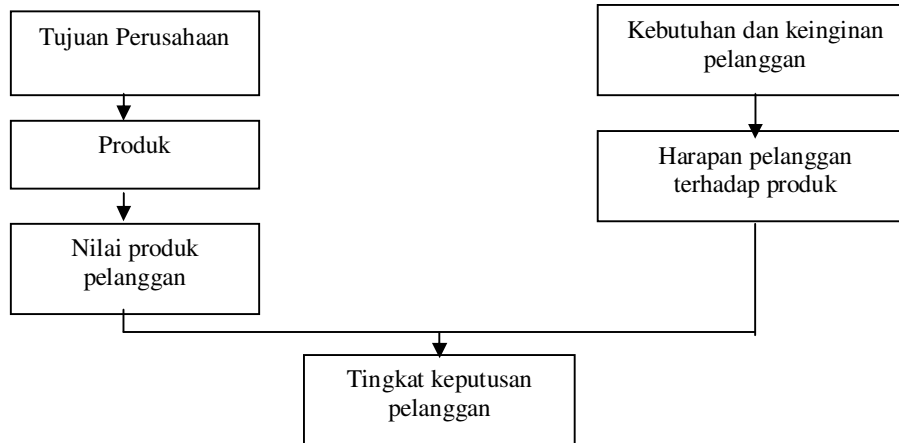 Tujuan Perusahaan
Kebutuhan dan keinginan
pelanggan
Produk
Harapan pelanggan
terhadap produk
Nilai produk
pelanggan
Tingkat keputusan
pelanggan